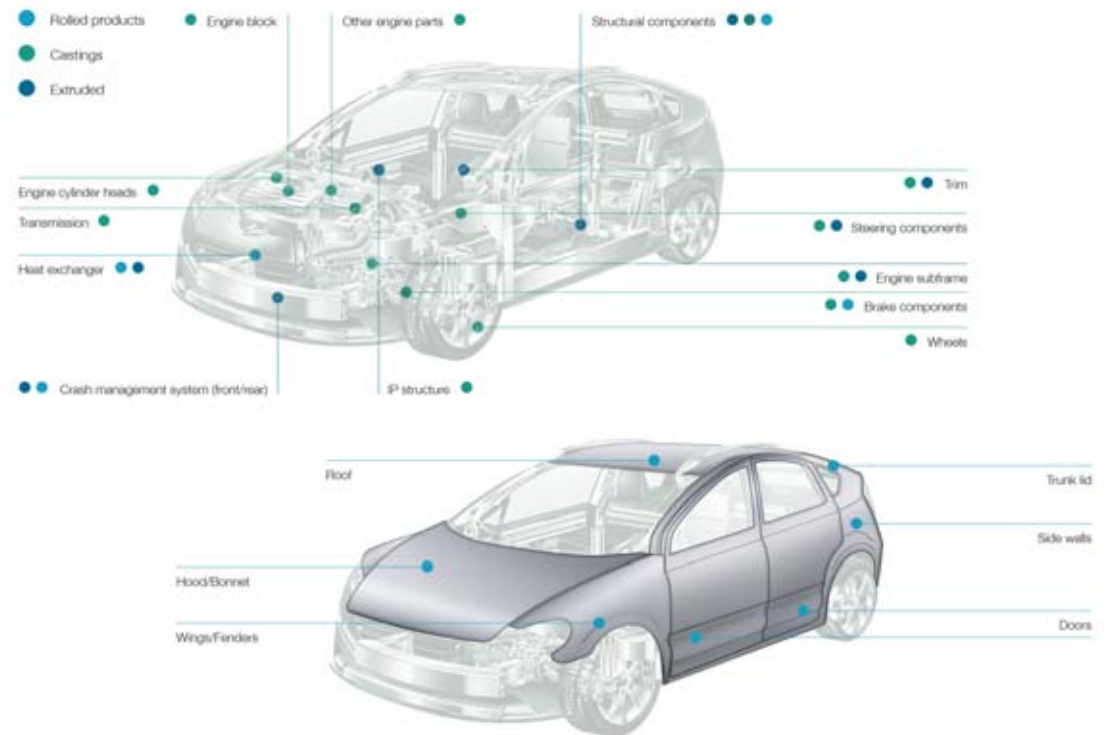 Rolled products
Engine block
Other engine parts
Structural components
Castings
Extruded
Engine cylinder heads
Trim
Transmission
Steering components
Heat exchanger
Engine subframe
Brake components
Wheels
Crash management system (front/rear)
IP structure
Roof
Trunk lid
Side walls
Hood/Bonnet
Wings/Fenders
Doors